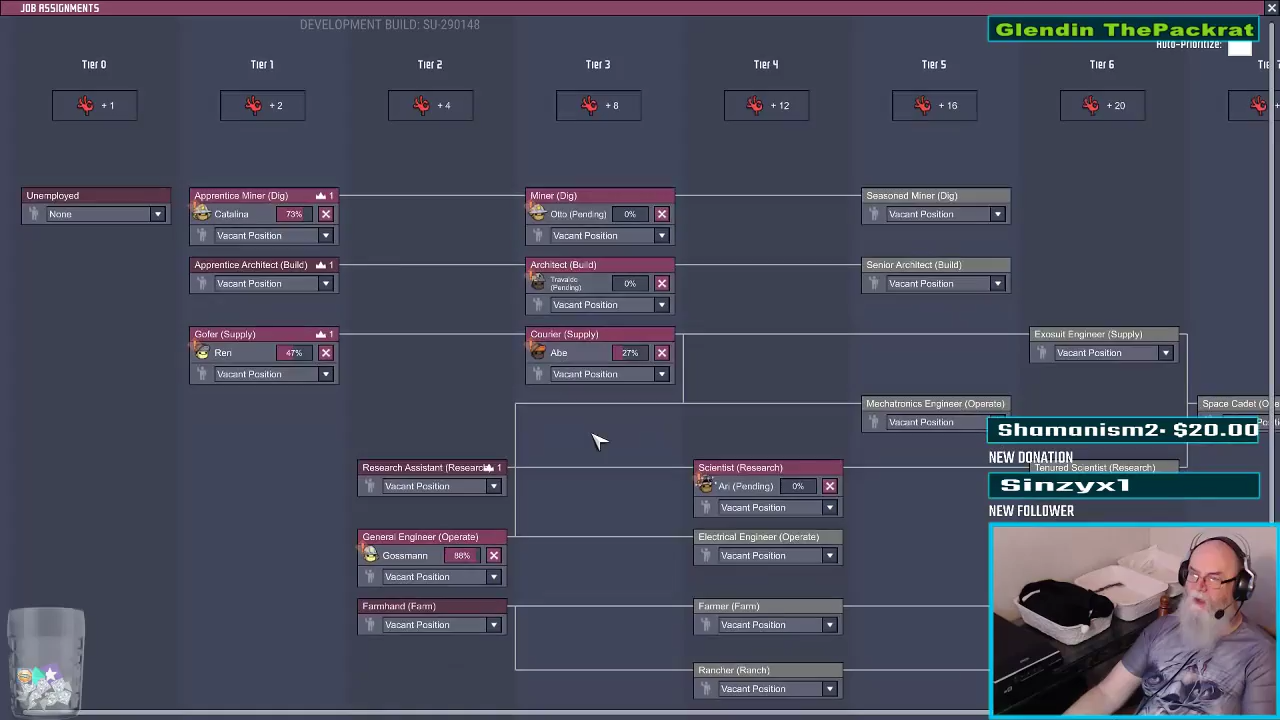 JOB ASSIGNMENTS
DEVELOPMENT BUILD: SU-290148
Glendin ThePackrat
Auto-Prioritize:
Tier 0
Tier 1
Tier 2
Tier 3
Tier 4
Tier 5
Tier 6
+ 1
+ 2
+ 4
+ 8
+ 12
+ 16
+ 20
Unemployed
None
Apprentice Miner (Dig) 1
Catalina 73%
Vacant Position
Miner (Dig)
Otto (Pending) 0%
Vacant Position
Seasoned Miner (Dig)
Vacant Position
Apprentice Architect (Build) 1
Vacant Position
Architect (Build)
Travaldo (Pending) 0%
Vacant Position
Senior Architect (Build)
Vacant Position
Gofer (Supply) 1
Ren 47%
Vacant Position
Courier (Supply)
Abe 27%
Vacant Position
Exosuit Engineer (Supply)
Vacant Position
Mechatronics Engineer (Operate)
Vacant Position
Space Cadet (Ope
Shamanism2- $20.00
NEW DONATION
Sinzyx1
NEW FOLLOWER
Research Assistant (Research 1
Vacant Position
Scientist (Research)
Ari (Pending) 0%
Vacant Position
Tenured Scientist (Research)
General Engineer (Operate)
Gossmann 88%
Vacant Position
Electrical Engineer (Operate)
Vacant Position
Farmhand (Farm)
Vacant Position
Farmer (Farm)
Vacant Position
Rancher (Ranch)
Vacant Position